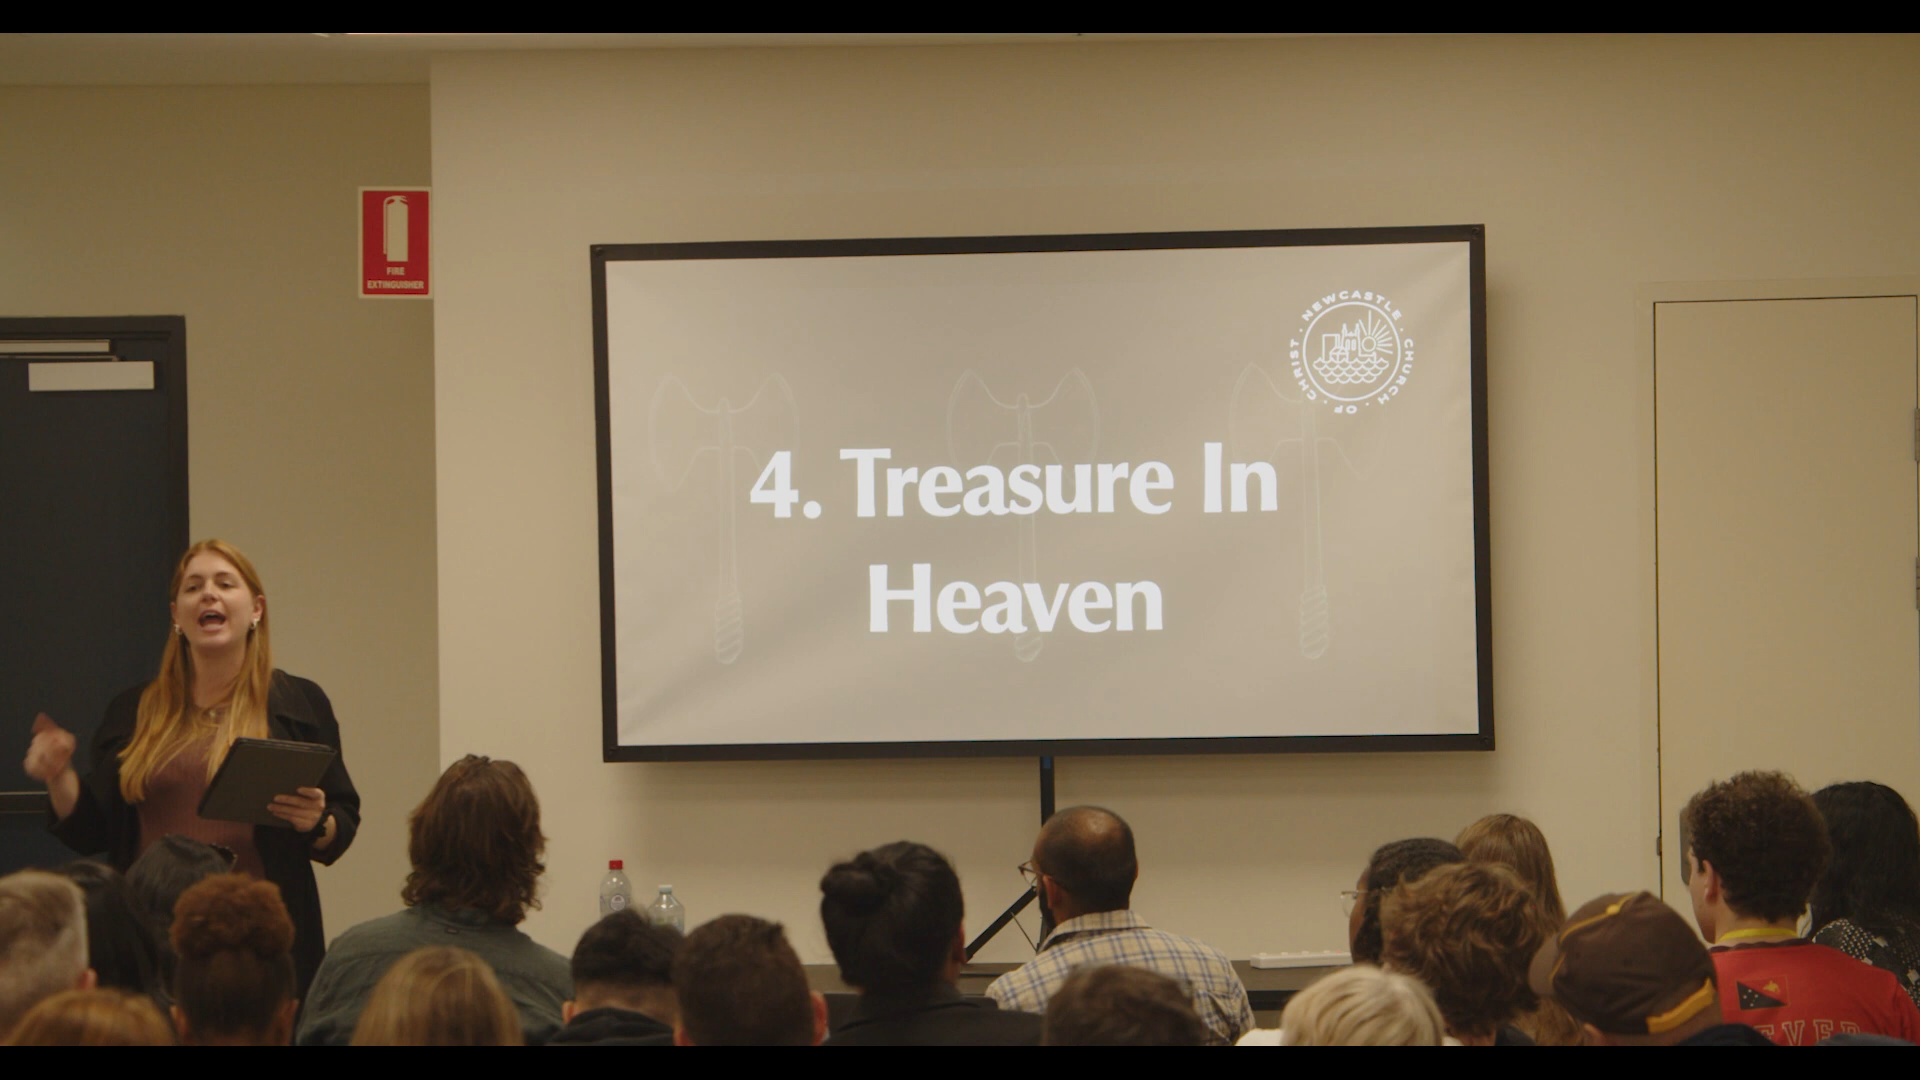 FIRE
EXTINGUISHER
NEWCASTLE · CHURCH · OF · CHRIST ·
4. Treasure In
Heaven